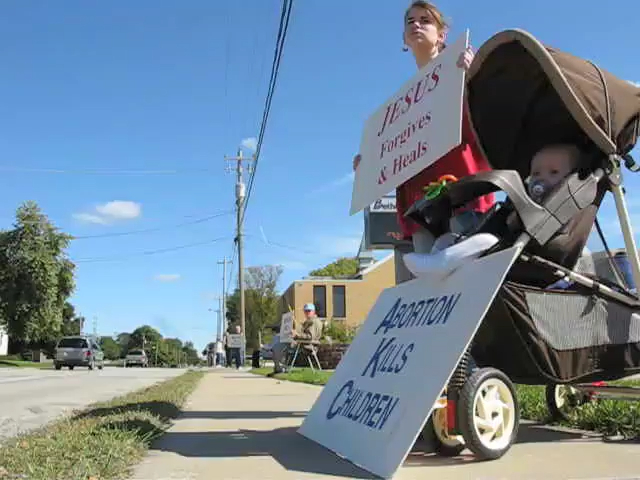 JESUS
Forgives
& Heals
ABORTION
KILLS
CHILDREN